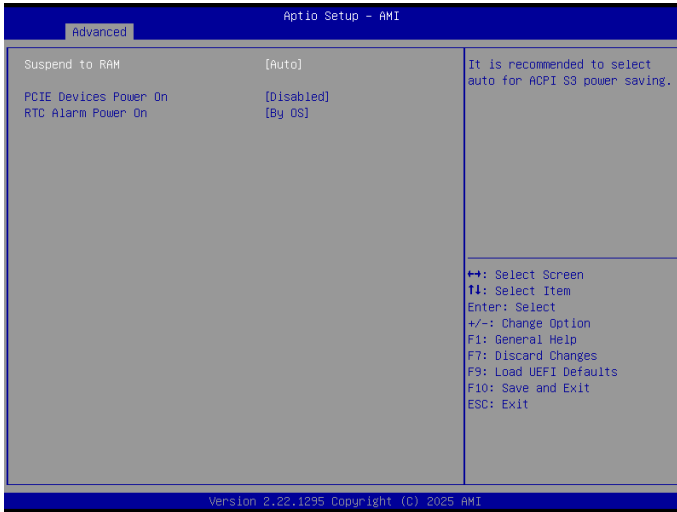 Aptio Setup – AMI
Advanced
Suspend to RAM [Auto]
PCIE Devices Power On [Disabled]
RTC Alarm Power On [By OS]
It is recommended to select
auto for ACPI S3 power saving.
↔: Select Screen
↑↓: Select Item
Enter: Select
+/-: Change Option
F1: General Help
F7: Discard Changes
F9: Load UEFI Defaults
F10: Save and Exit
ESC: Exit
Version 2.22.1295 Copyright (C) 2025 AMI